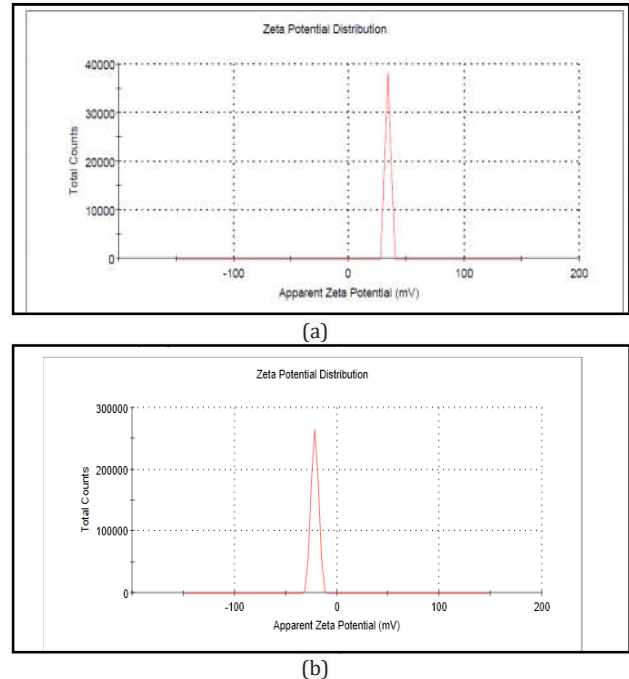 Zeta Potential Distribution
40000
30000
20000
10000
0
Total Counts
-100 0 100 200
Apparent Zeta Potential (mV)
(a)
Zeta Potential Distribution
300000
200000
100000
0
Total Counts
-100 0 100 200
Apparent Zeta Potential (mV)
(b)